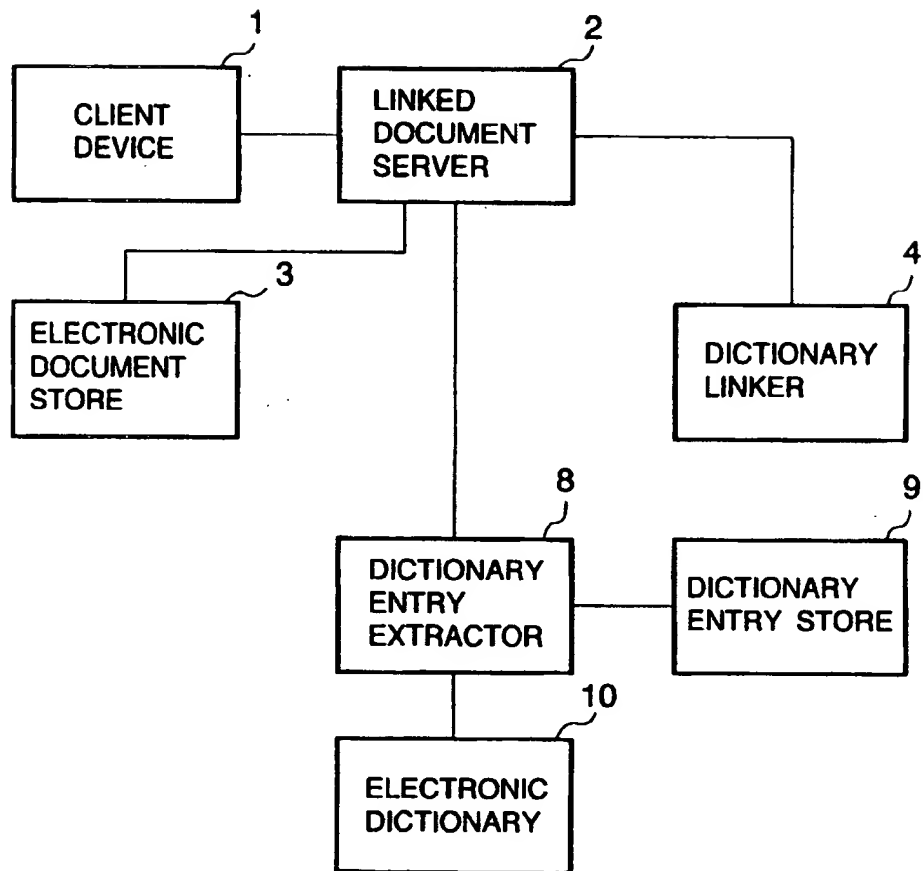 1
2
CLIENT
DEVICE
LINKED
DOCUMENT
SERVER
3
4
ELECTRONIC
DOCUMENT
STORE
DICTIONARY
LINKER
8
9
DICTIONARY
ENTRY
EXTRACTOR
DICTIONARY
ENTRY STORE
10
ELECTRONIC
DICTIONARY